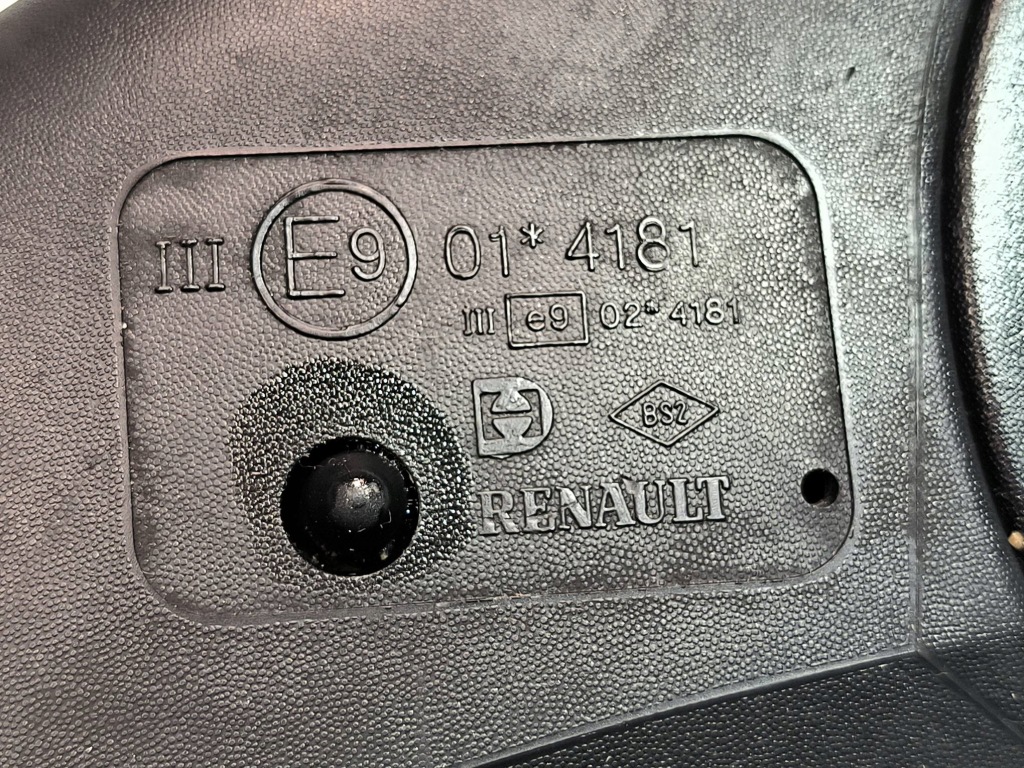 III E9 01* 4181
III e9 02* 4181
BS2
RENAULT